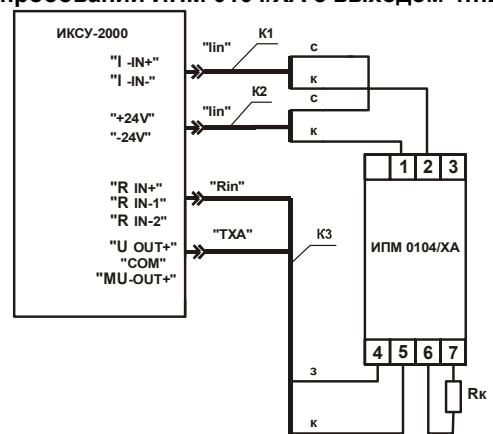 ИКСУ-2000
"I -IN+"
"I -IN-"
"Iin"
К1
с
к
"+24V"
"-24V"
"Iin"
К2
с
к
1 2 3
"R IN+"
"R IN-1"
"R IN-2"
"Rin"
"U OUT+"
"COM"
"MU-OUT+"
"TXA"
К3
ИПМ 0104/ХА
4 5 6 7
з
Rк
к